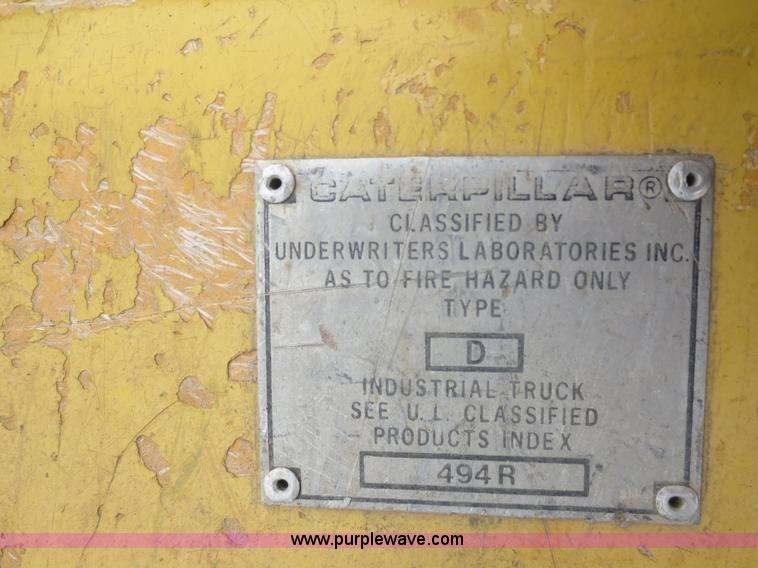 CATERPILLAR®
CLASSIFIED BY
UNDERWRITERS LABORATORIES INC.
AS TO FIRE HAZARD ONLY
TYPE
D
INDUSTRIAL TRUCK
SEE U.L. CLASSIFIED
PRODUCTS INDEX
494R
www.purplewave.com